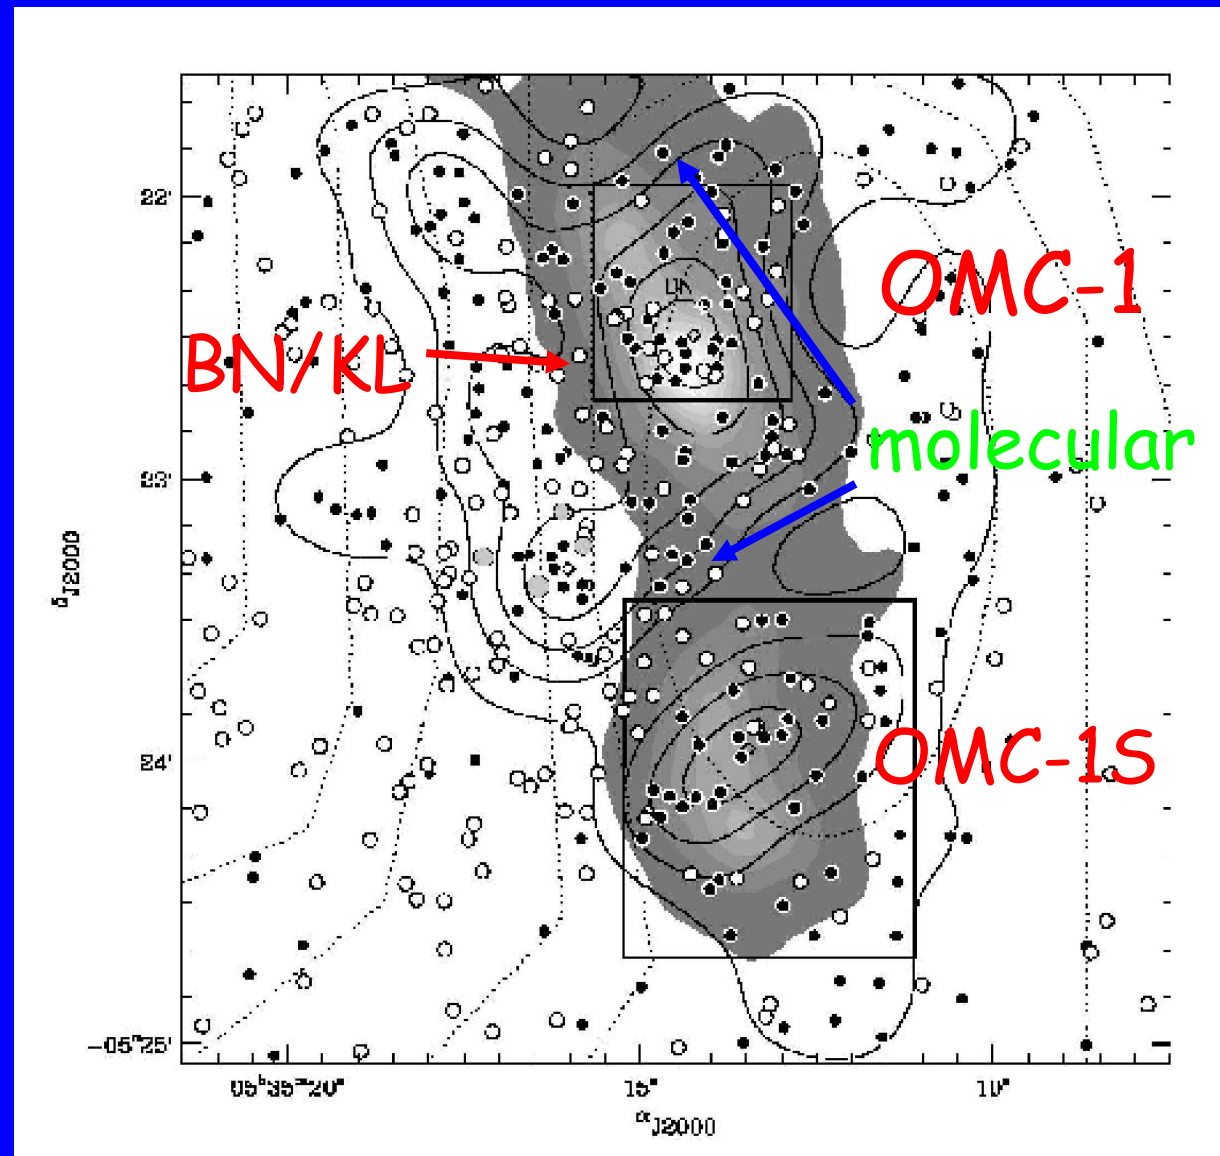 22'
OMC-1
BN/KL
molecular
23'
δJ2000
24'
OMC-1S
-05°25'
05ʰ35ᵐ20ˢ
15ˢ
10ˢ
αJ2000